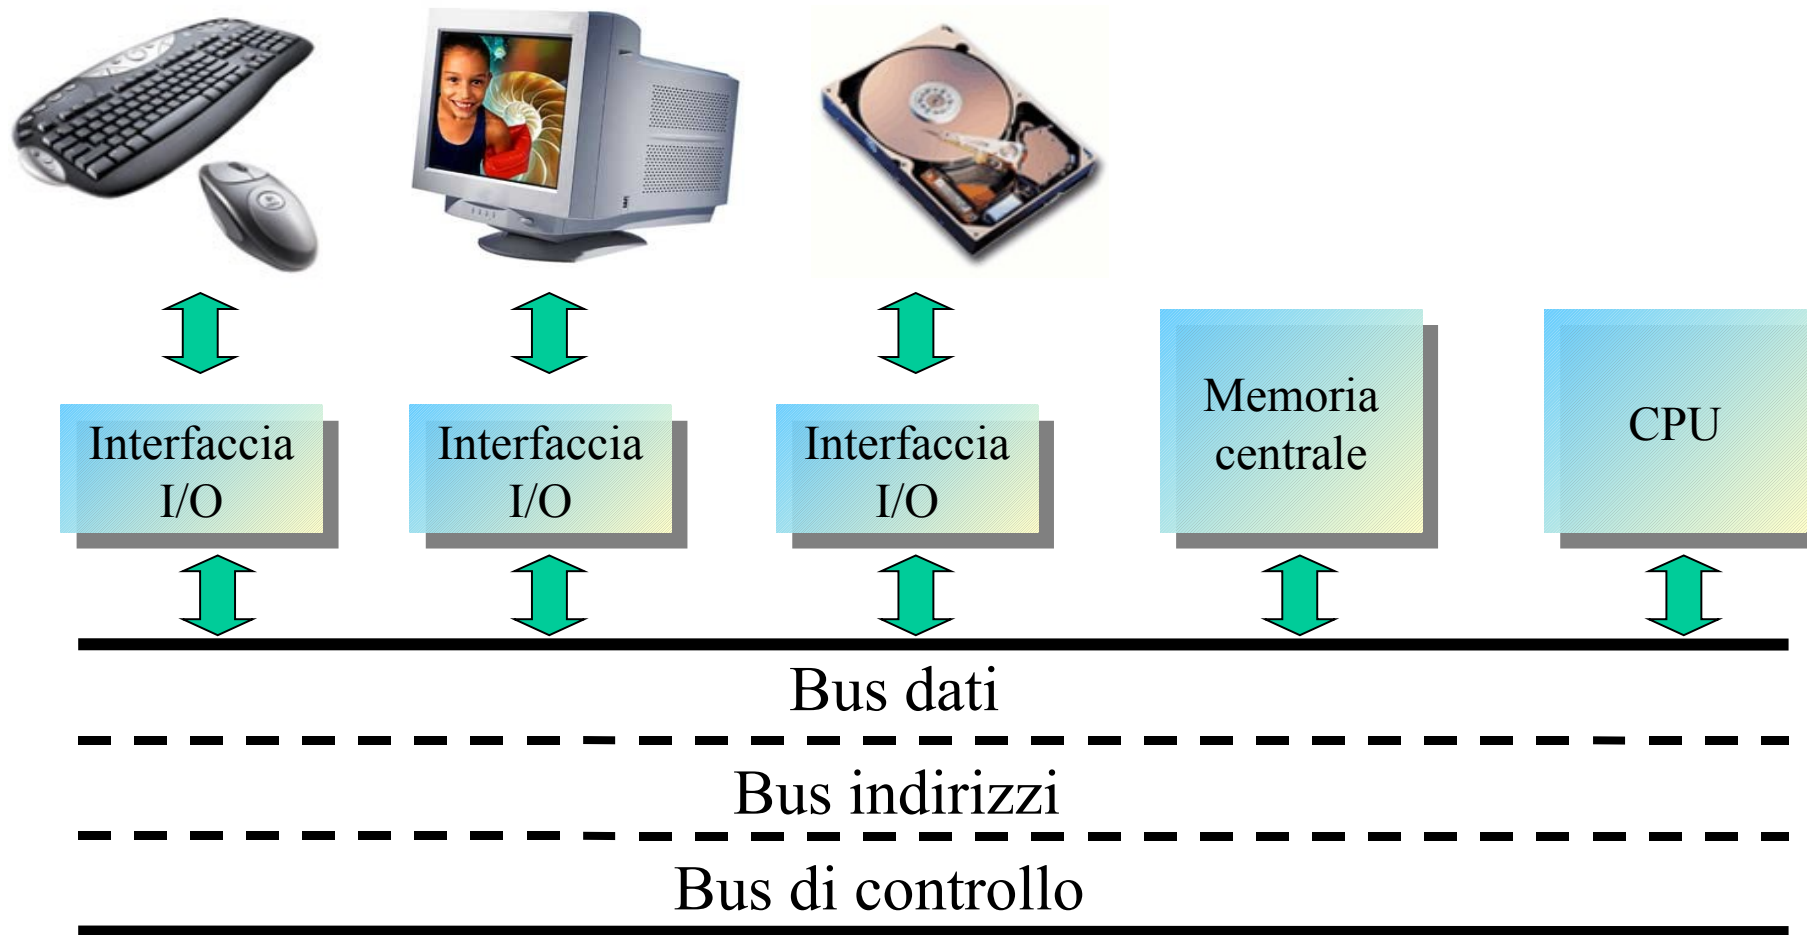 Interfaccia
I/O
Interfaccia
I/O
Interfaccia
I/O
Memoria
centrale
CPU
Bus dati
Bus indirizzi
Bus di controllo